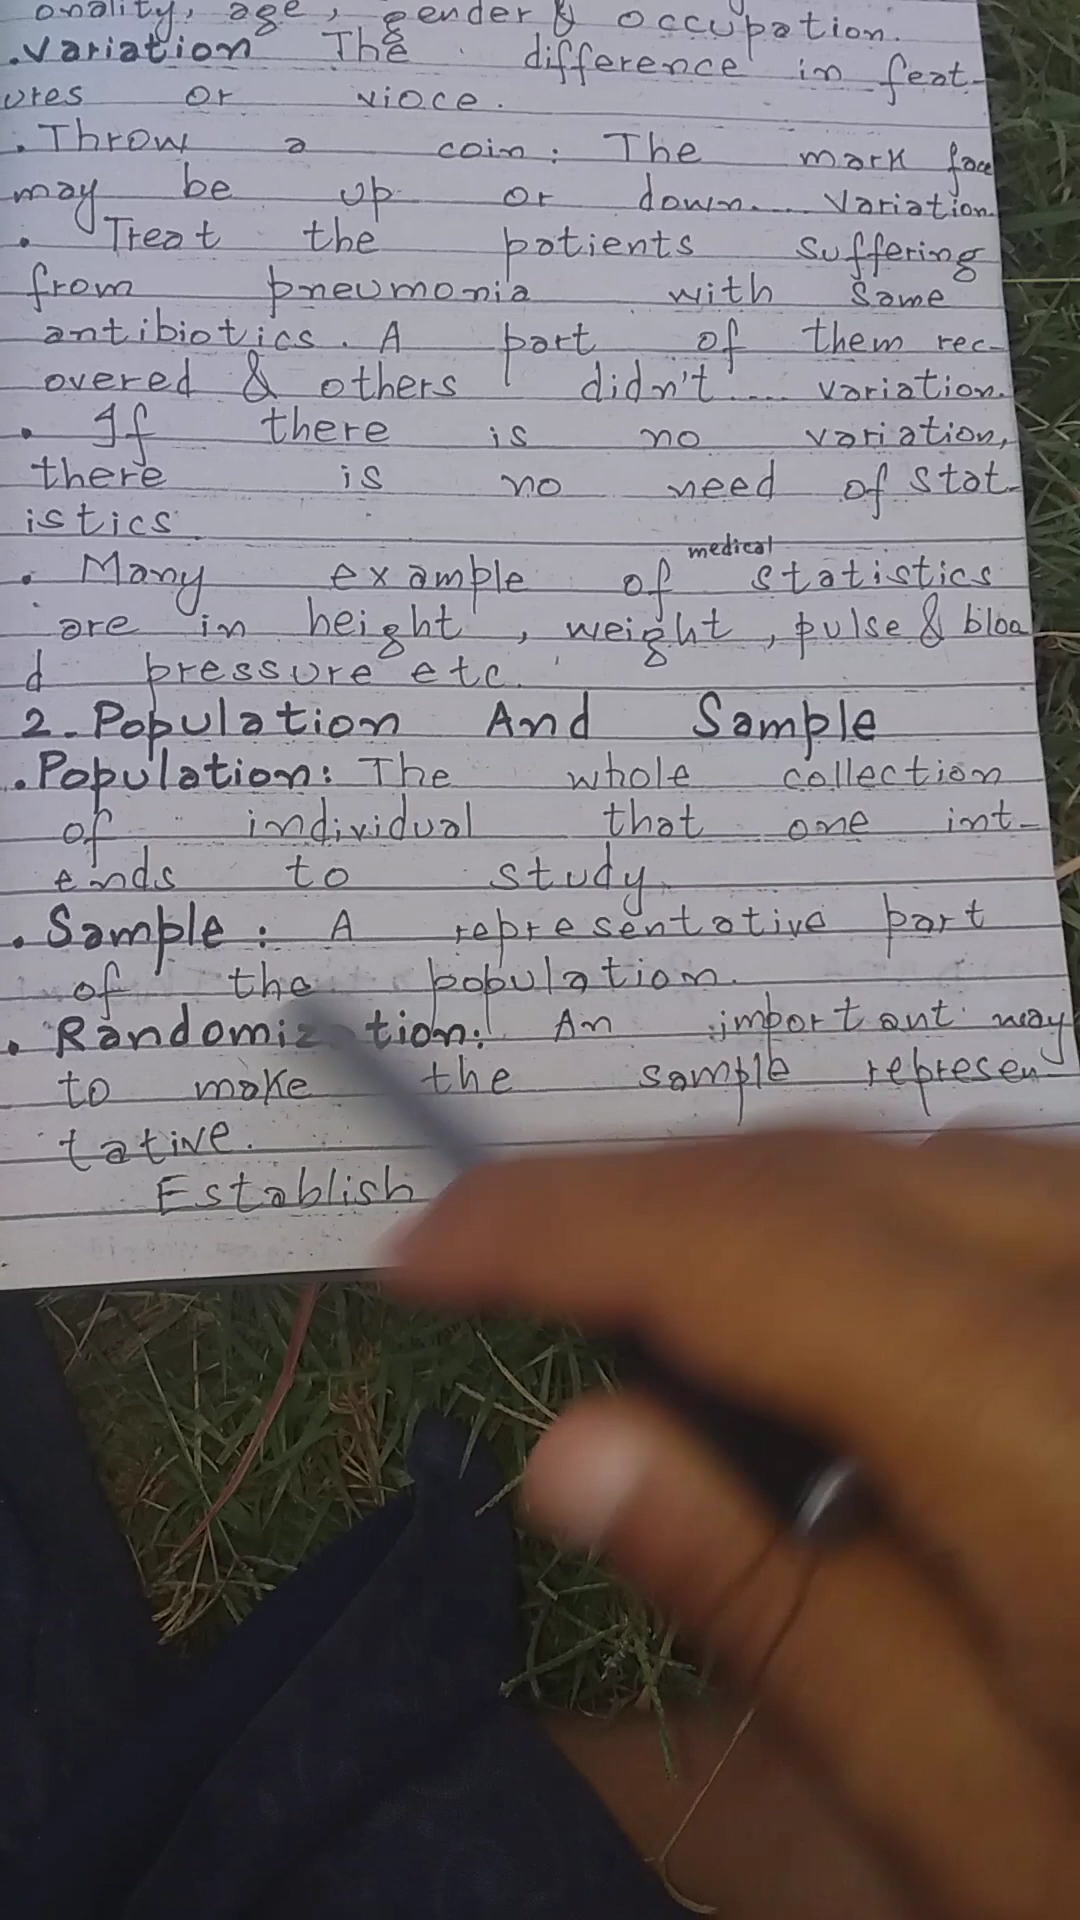 onality, age, gender & occupation.
.Variation The difference in feat-
ures or vioce.
. Throw a coin: The mark face
may be up or down.... Variation.
. Treat the patients suffering
from pneumonia with same
antibiotics. A part of them rec-
overed & others didn't .... variation.
. If there is no variation,
there is no need of stat-
istics.
. Many example of medical statistics
are in height, weight, pulse & bloo
d pressure etc.
2. Population And Sample
.Population: The whole collection
of individual that one int-
ends to study.
. Sample: A representative part
of the population.
. An important way
to make the sample represen
tative.
Establish